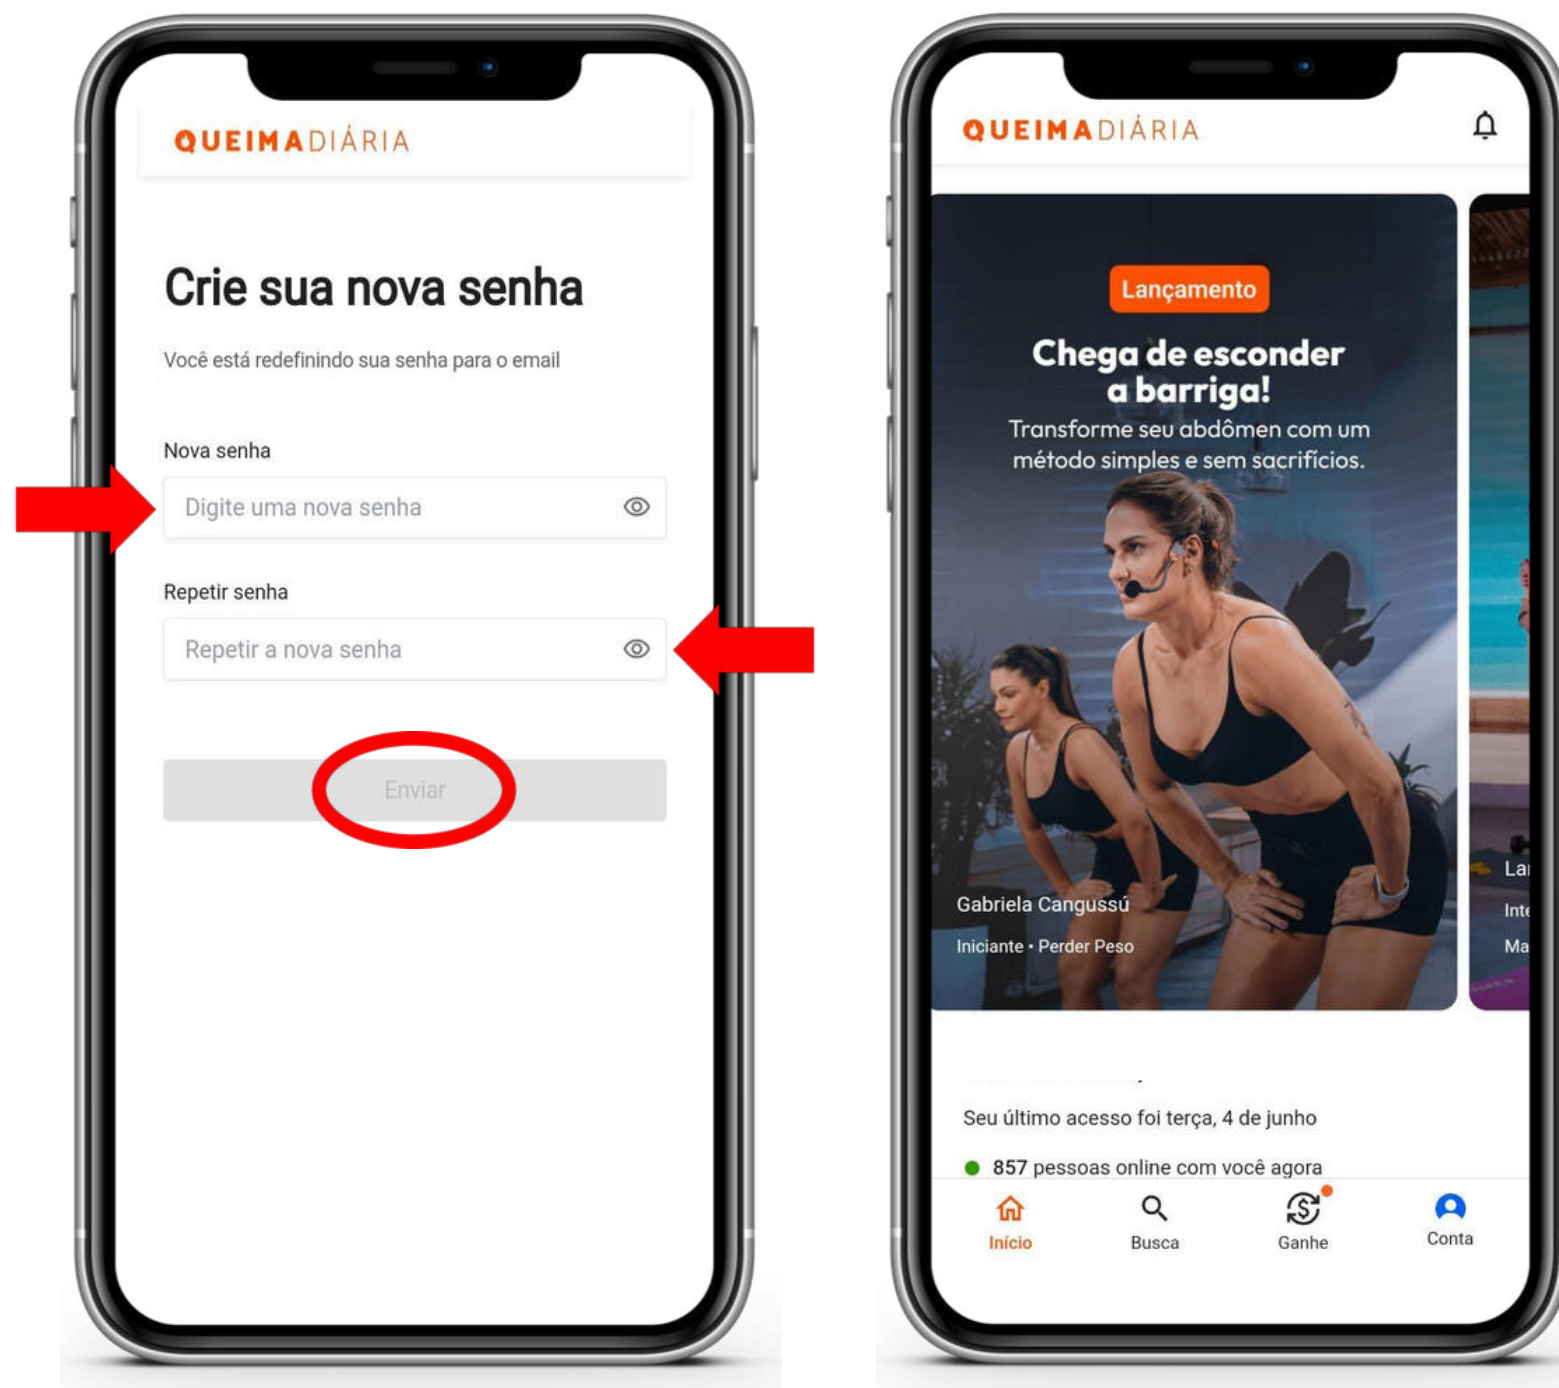 QUEIMADIÁRIA
Crie sua nova senha
Você está redefinindo sua senha para o email
Nova senha
Digite uma nova senha
Repetir senha
Repetir a nova senha
Enviar
QUEIMADIÁRIA
Lançamento
Chega de esconder
a barriga!
Transforme seu abdômen com um
método simples e sem sacrifícios.
Gabriela Cangussú
Iniciante • Perder Peso
Seu último acesso foi terça, 4 de junho
857 pessoas online com você agora
Início
Busca
Ganhe
Conta